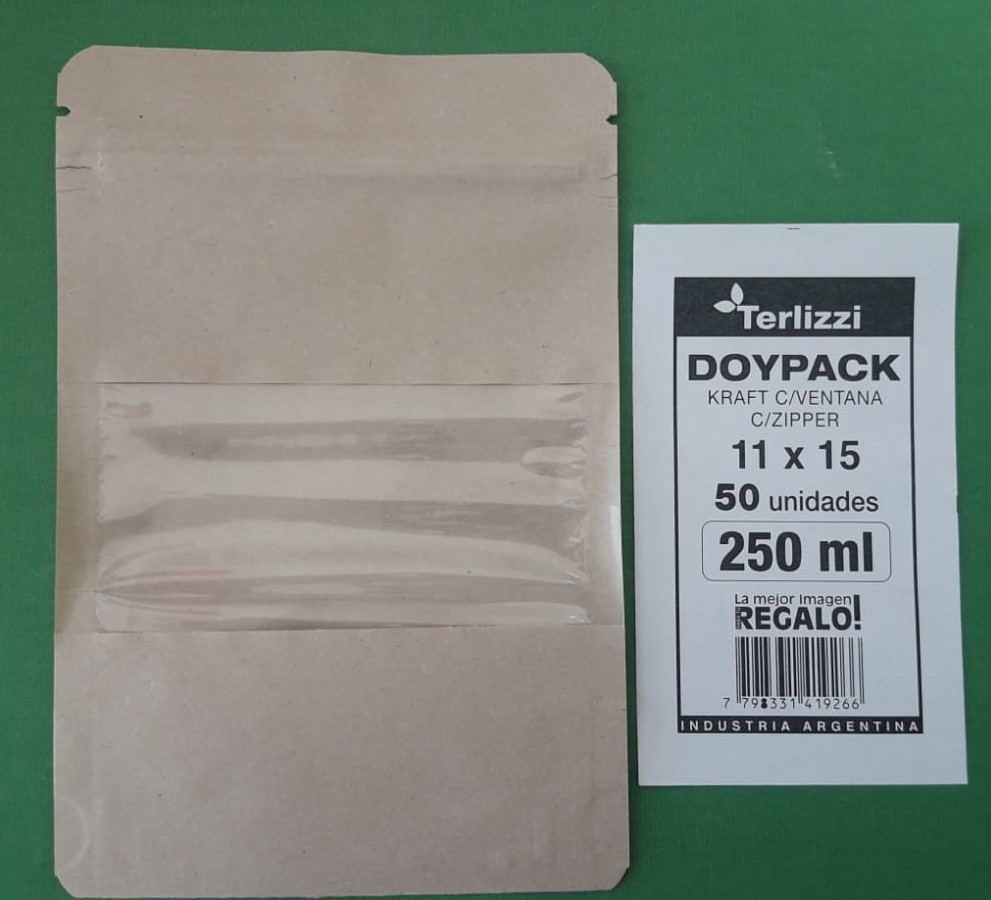 Terlizzi
DOYPACK
KRAFT C/VENTANA
C/ZIPPER
11 x 15
50 unidades
250 ml
La mejor Imagen
REGALO!
7 798331 419266
INDUSTRIA ARGENTINA